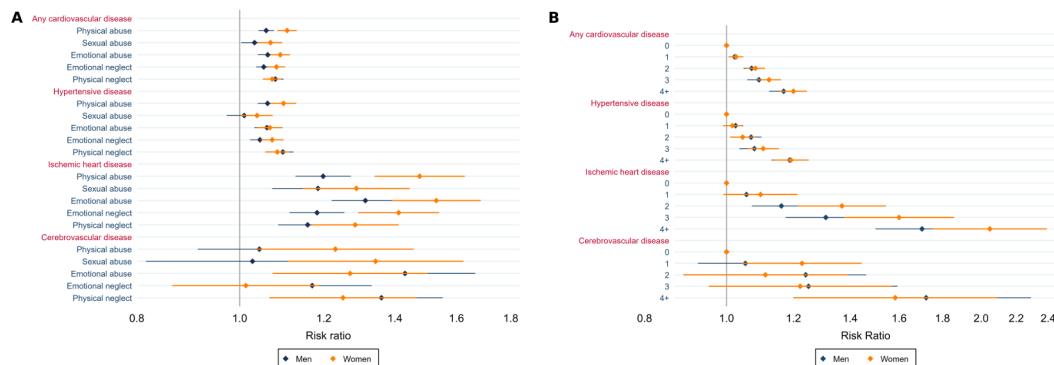 A
Any cardiovascular disease
Physical abuse
Sexual abuse
Emotional abuse
Emotional neglect
Physical neglect
Hypertensive disease
Physical abuse
Sexual abuse
Emotional abuse
Emotional neglect
Physical neglect
Ischemic heart disease
Physical abuse
Sexual abuse
Emotional abuse
Emotional neglect
Physical neglect
Cerebrovascular disease
Physical abuse
Sexual abuse
Emotional abuse
Emotional neglect
Physical neglect
0.8 1.0 1.2 1.4 1.6 1.8
Risk ratio
Men Women
B
Any cardiovascular disease
0
1
2
3
4+
Hypertensive disease
0
1
2
3
4+
Ischemic heart disease
0
1
2
3
4+
Cerebrovascular disease
0
1
2
3
4+
0.8 1.0 1.2 1.4 1.6 1.8 2.0 2.2 2.4
Risk Ratio
Men Women